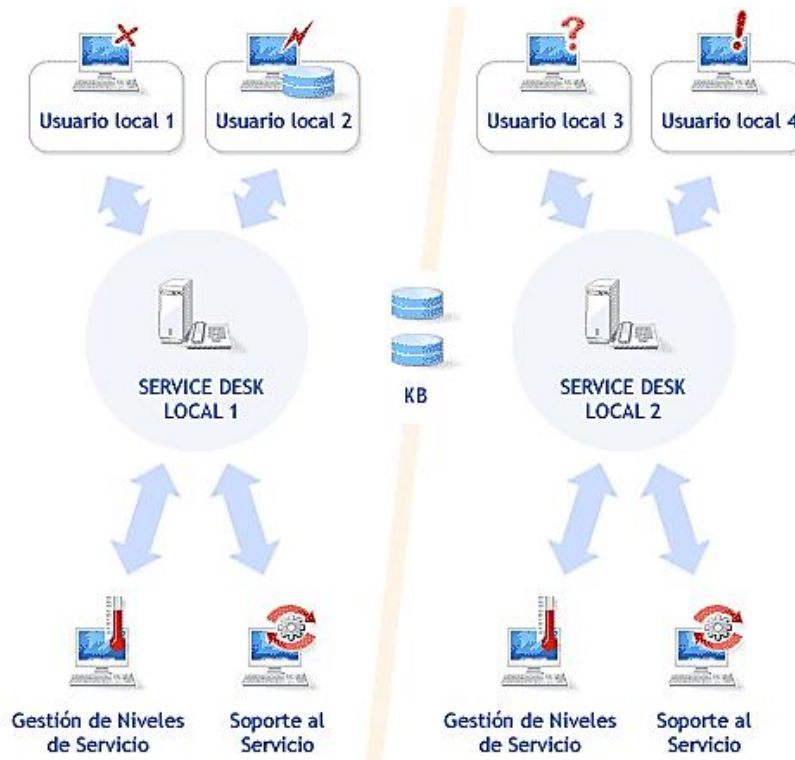 Usuario local 1
Usuario local 2
Usuario local 3
Usuario local 4
SERVICE DESK
LOCAL 1
KB
SERVICE DESK
LOCAL 2
Gestión de Niveles
de Servicio
Soporte al
Servicio
Gestión de Niveles
de Servicio
Soporte al
Servicio